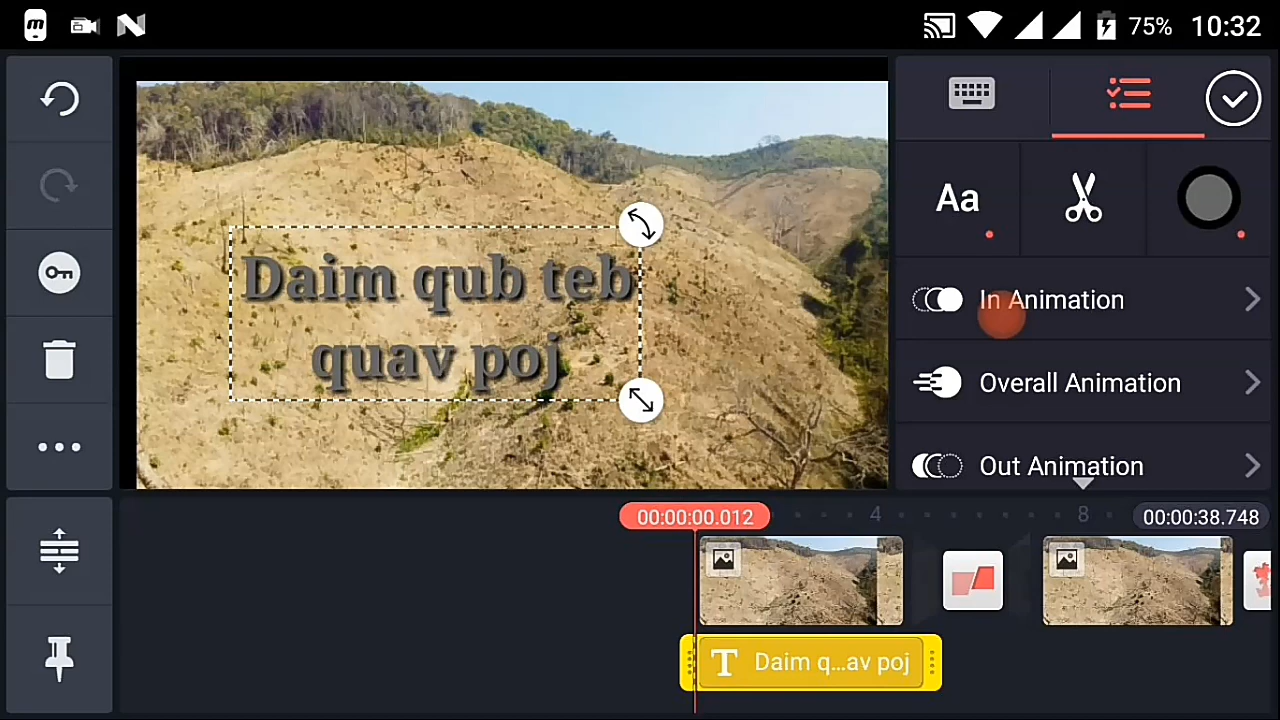 75% 10:32
Daim qub teb
quav poj
Aa
In Animation
Overall Animation
Out Animation
00:00:00.012
4
8
00:00:38.748
T Daim q...av poj